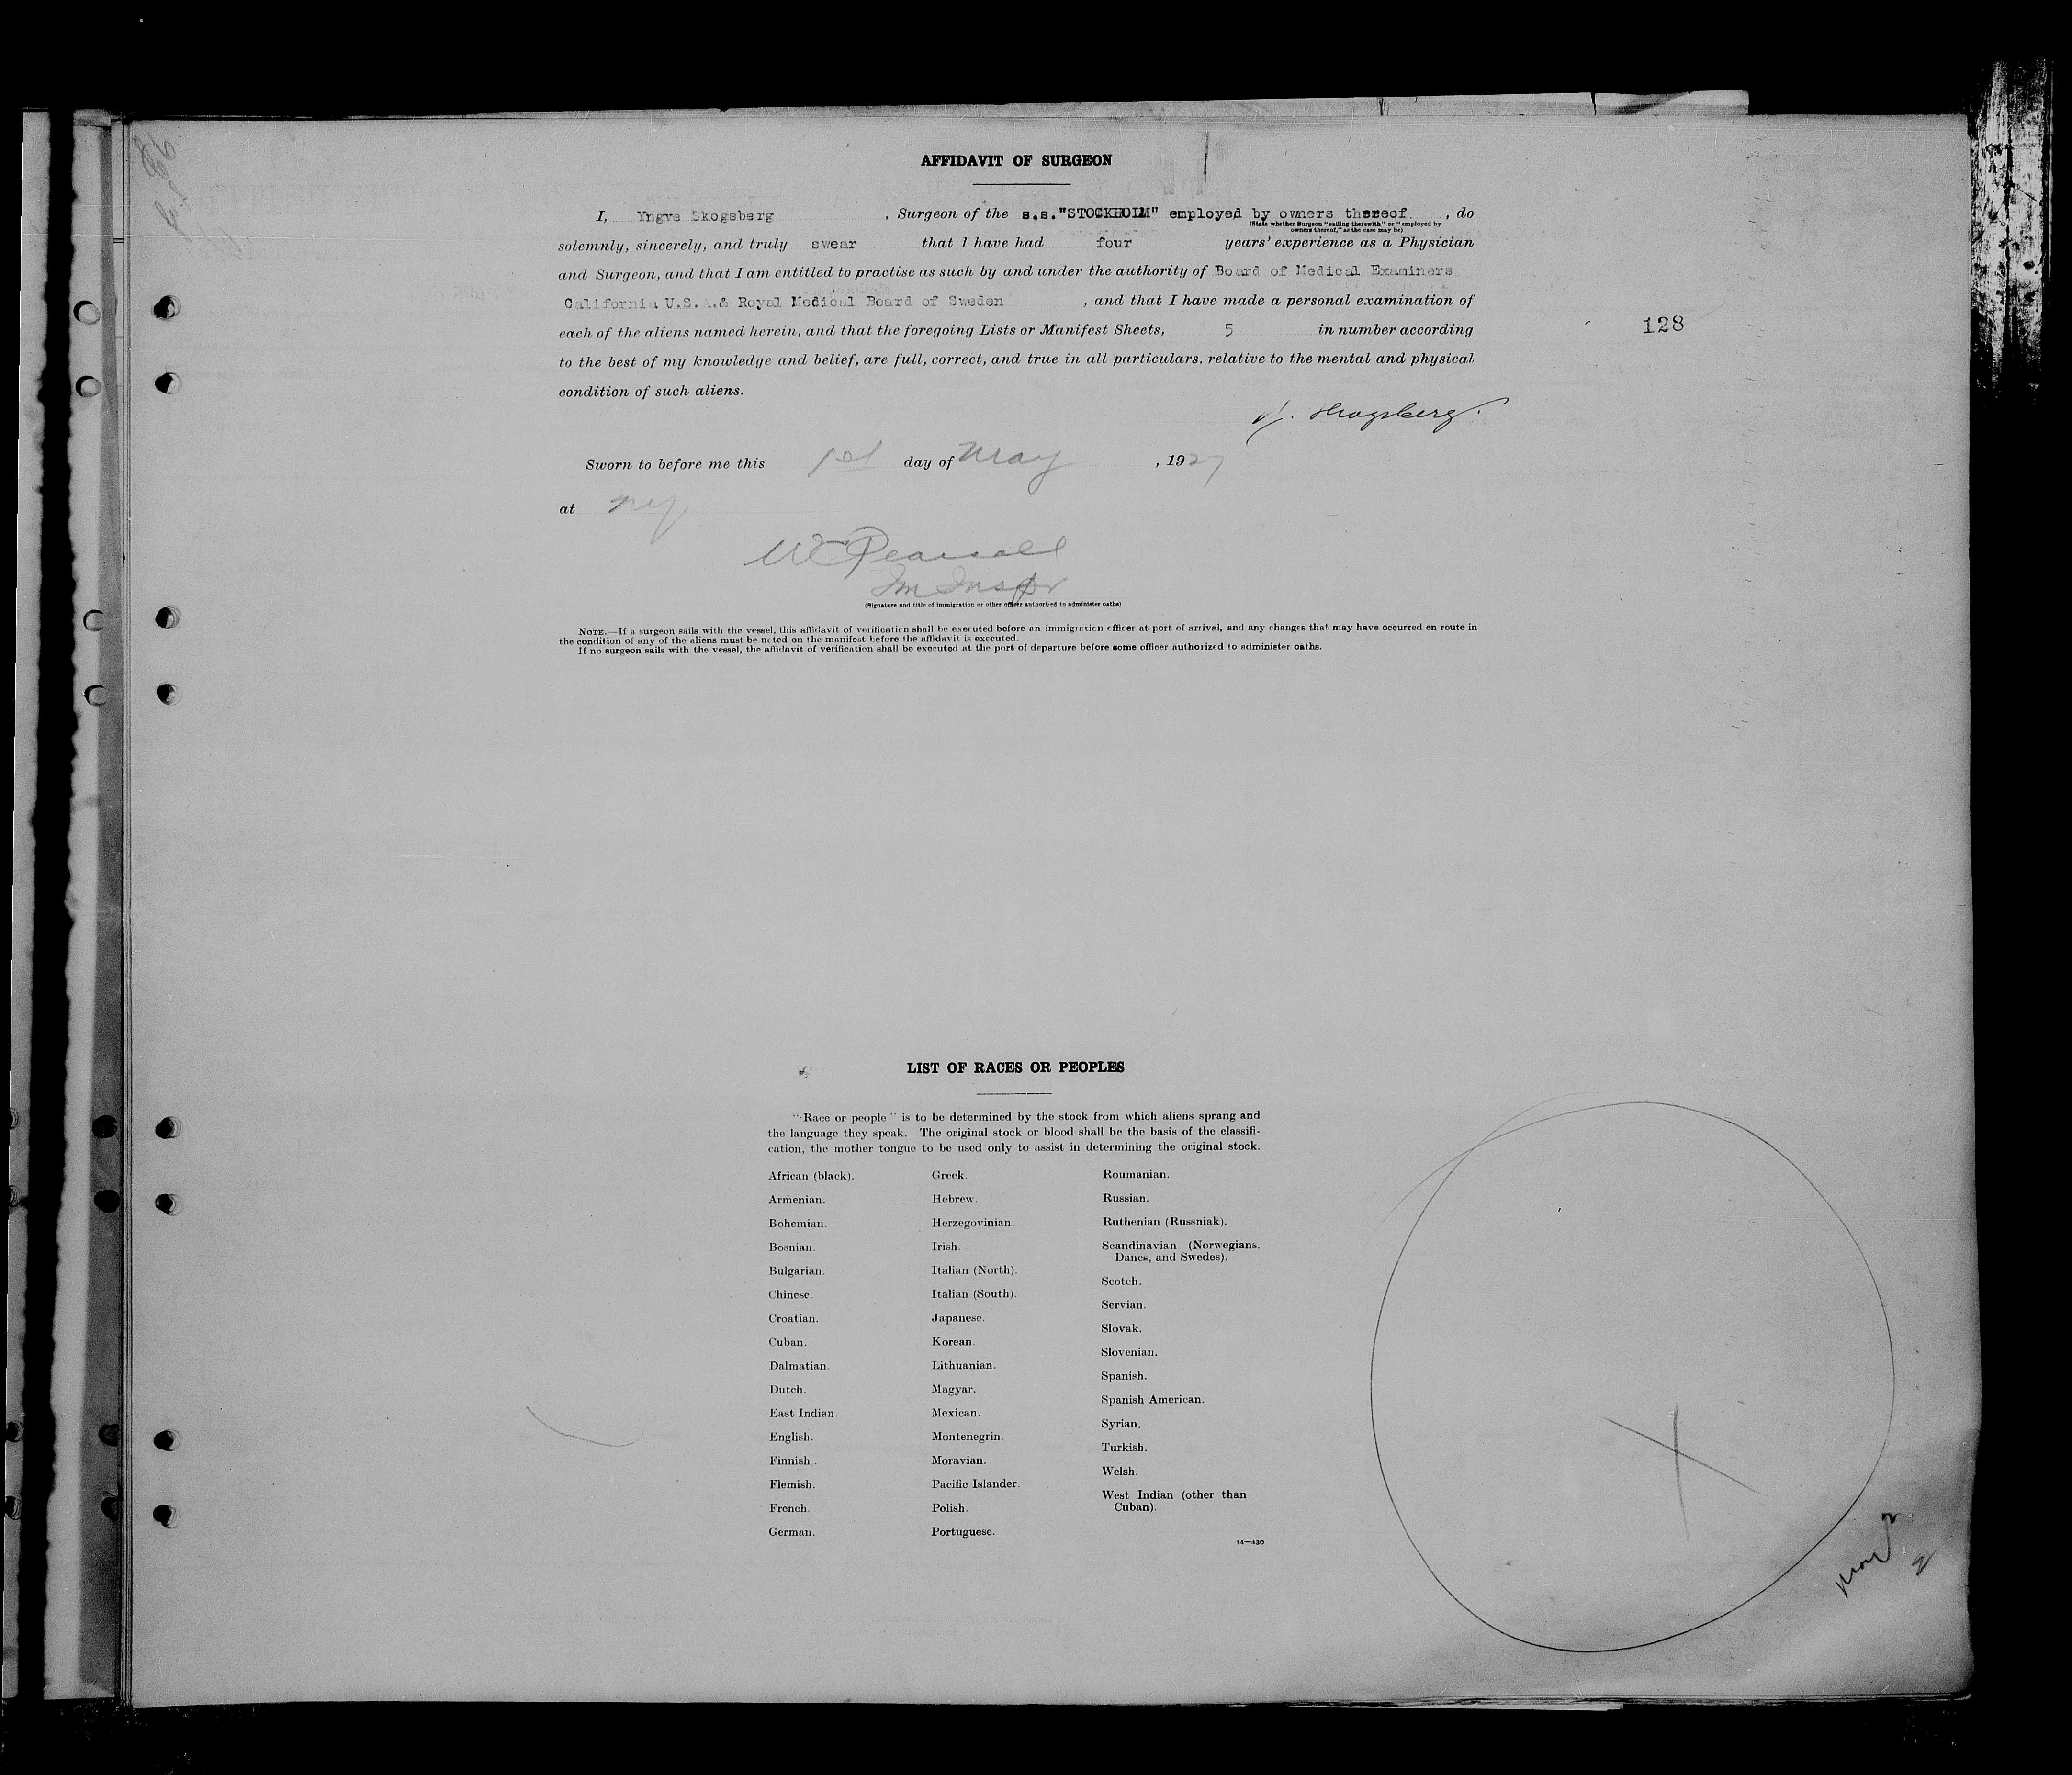 AFFIDAVIT OF SURGEON
I, Yngve Skogsberg, Surgeon of the s.s."STOCKHOLM" employed by owners thereof, do
(State whether Surgeon "sailing therewith" or "employed by
owners thereof," as the case may be)
solemnly, sincerely, and truly swear that I have had four years' experience as a Physician
and Surgeon, and that I am entitled to practise as such by and under the authority of Board of Medical Examiners
California U.S.A.& Royal Medical Board of Sweden, and that I have made a personal examination of
each of the aliens named herein, and that the foregoing Lists or Manifest Sheets, 5 in number according
128
to the best of my knowledge and belief, are full, correct, and true in all particulars, relative to the mental and physical
condition of such aliens.
Y. Skogsberg.
Sworn to before me this 1st day of May, 1927
at NY
W Pearsall
Im Inspr
(Signature and title of immigration or other officer authorized to administer oaths)
NOTE.—If a surgeon sails with the vessel, this affidavit of verification shall be executed before an immigration officer at port of arrival, and any changes that may have occurred en route in
the condition of any of the aliens must be noted on the manifest before the affidavit is executed.
If no surgeon sails with the vessel, the affidavit of verification shall be executed at the port of departure before some officer authorized to administer oaths.
LIST OF RACES OR PEOPLES
"Race or people" is to be determined by the stock from which aliens sprang and
the language they speak. The original stock or blood shall be the basis of the classifi-
cation, the mother tongue to be used only to assist in determining the original stock.
African (black).
Armenian.
Bohemian.
Bosnian.
Bulgarian.
Chinese.
Croatian.
Cuban.
Dalmatian.
Dutch.
East Indian.
English.
Finnish.
Flemish.
French.
German.
Greek.
Hebrew.
Herzegovinian.
Irish.
Italian (North).
Italian (South).
Japanese.
Korean.
Lithuanian.
Magyar.
Mexican.
Montenegrin.
Moravian.
Pacific Islander.
Polish.
Portuguese.
Roumanian.
Russian.
Ruthenian (Russniak).
Scandinavian (Norwegians,
Danes, and Swedes).
Scotch.
Servian.
Slovak.
Slovenian.
Spanish.
Spanish American.
Syrian.
Turkish.
Welsh.
West Indian (other than
Cuban).
14—430